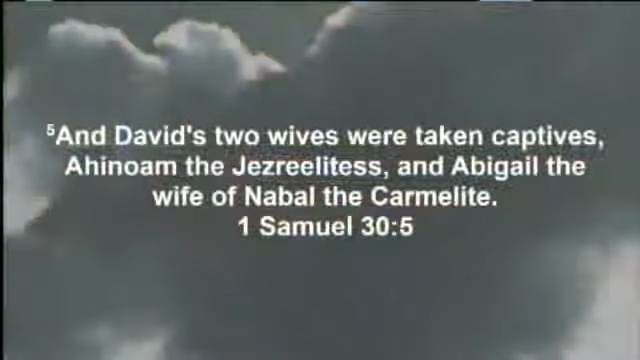 ⁵And David's two wives were taken captives,
Ahinoam the Jezreelitess, and Abigail the
wife of Nabal the Carmelite.
1 Samuel 30:5